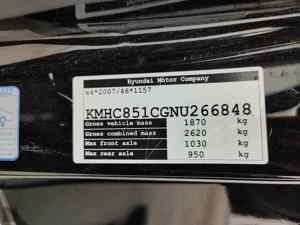 Hyundai Motor Company
e4*2007/46*1157
KMHC851CGNU266848
Gross vehicle mass 1870 kg
Gross combined mass 2620 kg
Max front axle 1030 kg
Max rear axle 950 kg